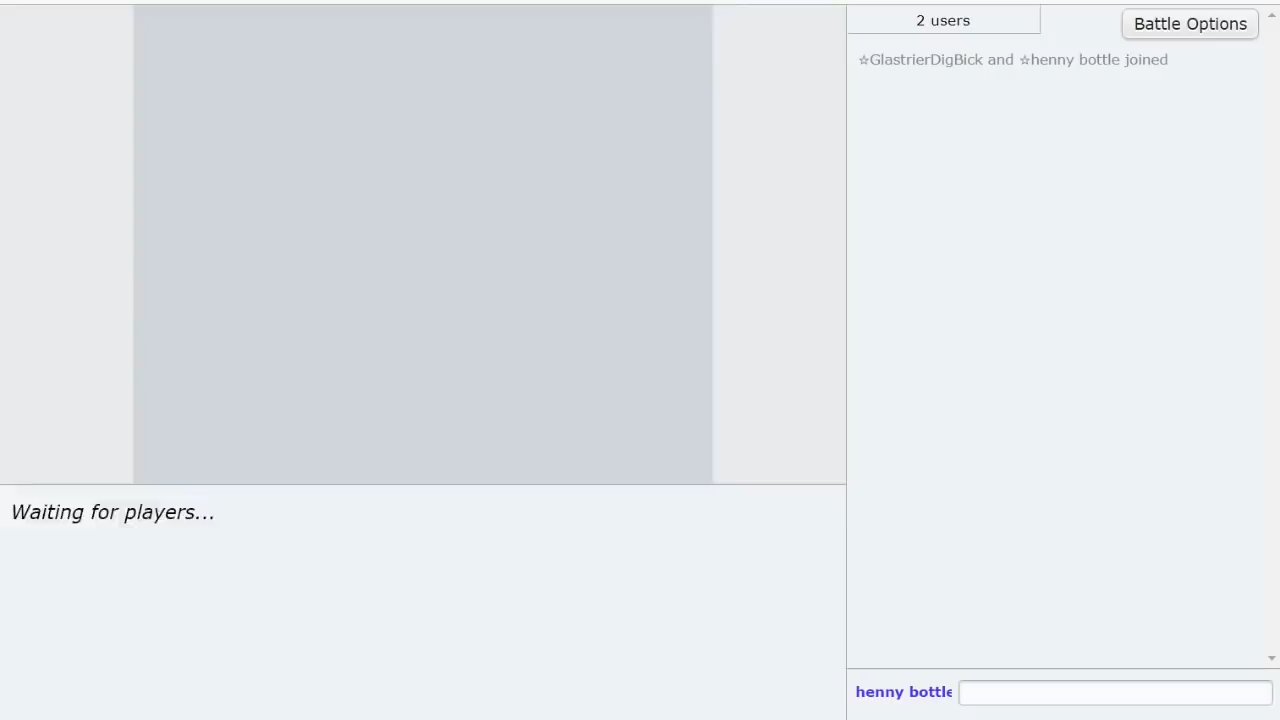 2 users
Battle Options
☆GlastrierDigBick and ☆henny bottle joined
Waiting for players...
henny bottle